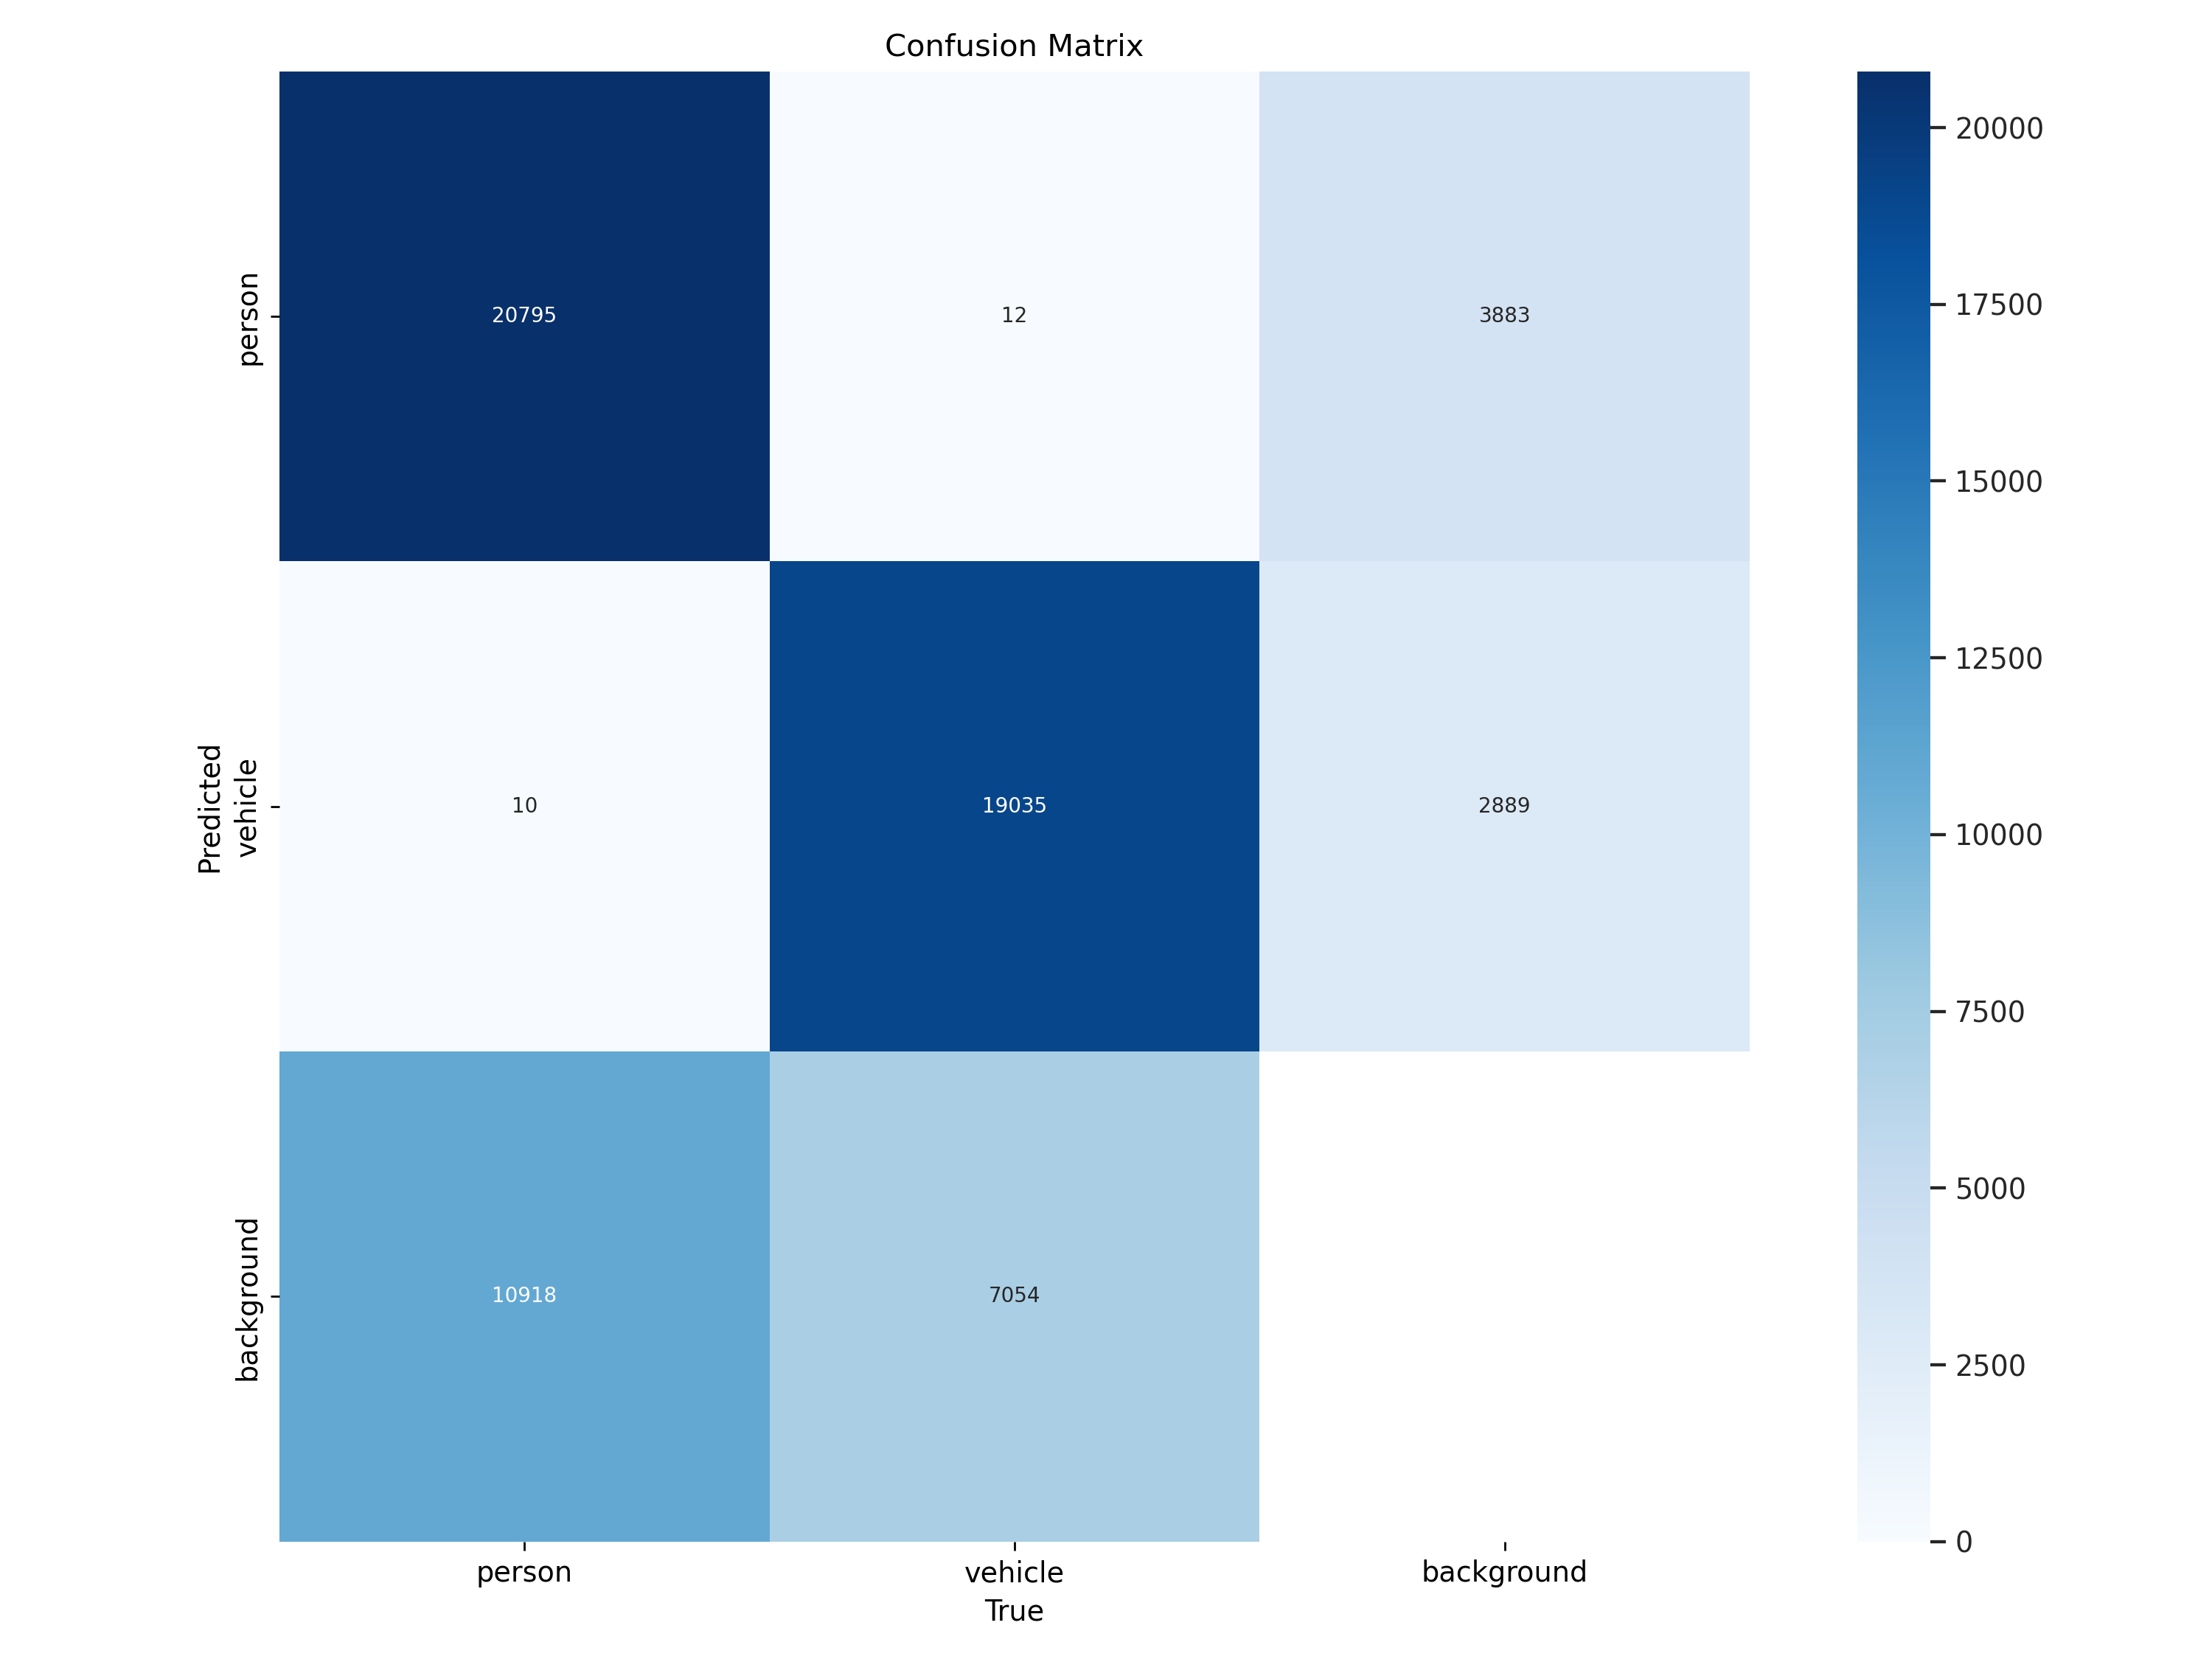 Confusion Matrix
person
20795
12
3883
Predicted
vehicle
10
19035
2889
background
10918
7054
person
vehicle
background
True
20000
17500
15000
12500
10000
7500
5000
2500
0